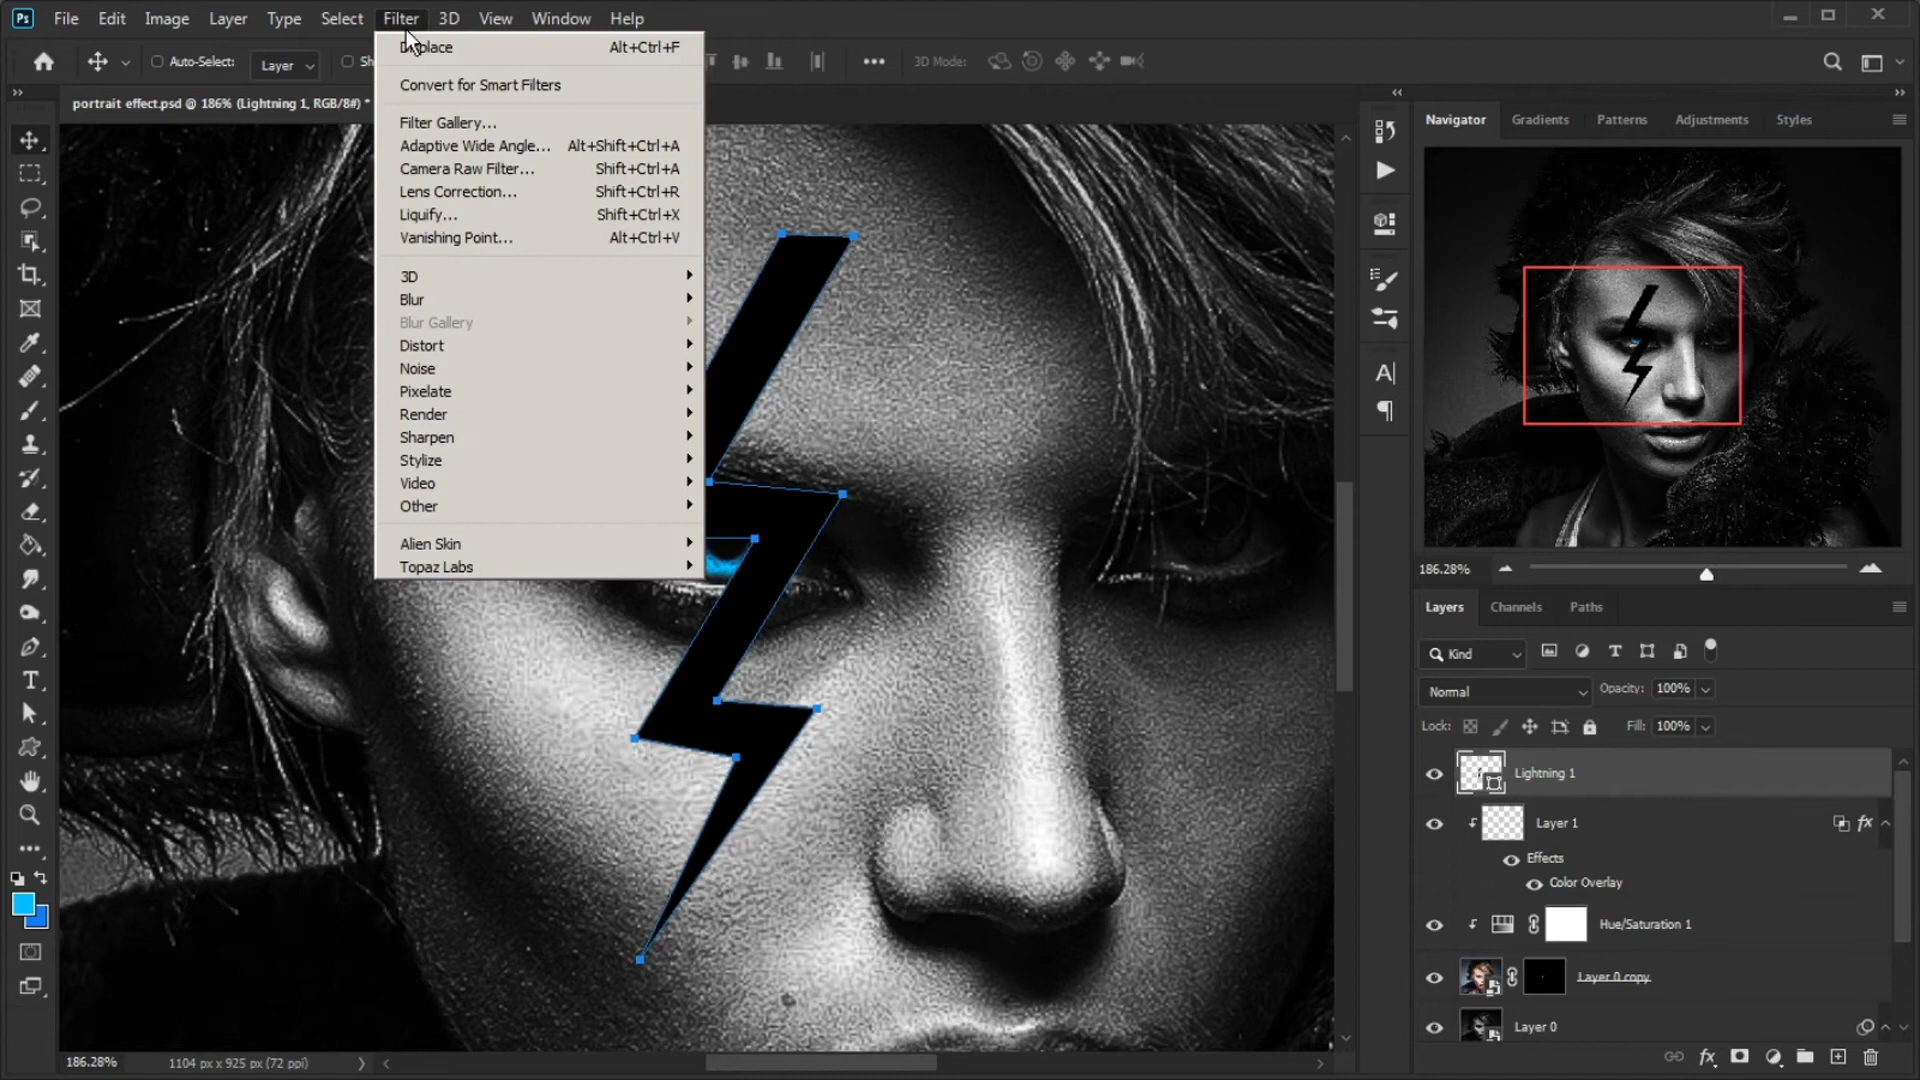 Ps File Edit Image Layer Type Select Filter 3D View Window Help
Auto-Select: Layer
3D Mode:
portrait effect.psd @ 186% (Lightning 1, RGB/8#) *
Displace Alt+Ctrl+F
Convert for Smart Filters
Filter Gallery...
Adaptive Wide Angle... Alt+Shift+Ctrl+A
Camera Raw Filter... Shift+Ctrl+A
Lens Correction... Shift+Ctrl+R
Liquify... Shift+Ctrl+X
Vanishing Point... Alt+Ctrl+V
3D
Blur
Blur Gallery
Distort
Noise
Pixelate
Render
Sharpen
Stylize
Video
Other
Alien Skin
Topaz Labs
Navigator Gradients Patterns Adjustments Styles
186.28%
Layers Channels Paths
Kind
Normal Opacity: 100%
Lock: Fill: 100%
Lightning 1
Layer 1 fx
Effects
Color Overlay
Hue/Saturation 1
Layer 0 copy
Layer 0
fx
186.28% 1104 px x 925 px (72 ppi)